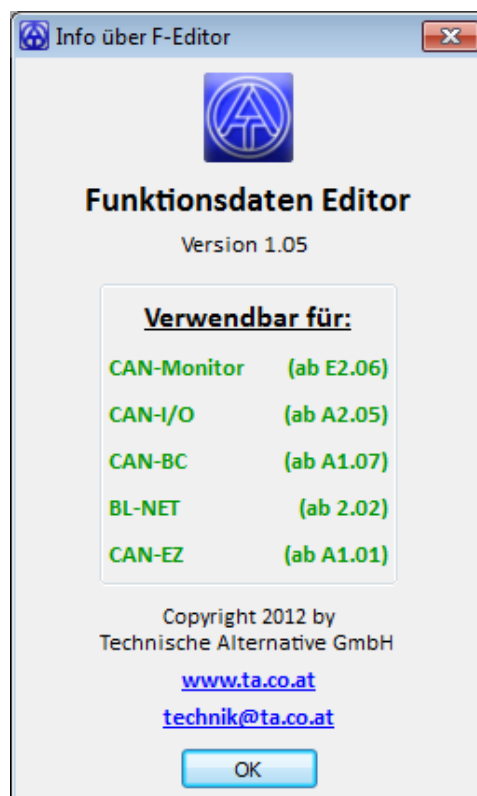 Info über F-Editor
Funktionsdaten Editor
Version 1.05
Verwendbar für:
CAN-Monitor (ab E2.06)
CAN-I/O (ab A2.05)
CAN-BC (ab A1.07)
BL-NET (ab 2.02)
CAN-EZ (ab A1.01)
Copyright 2012 by
Technische Alternative GmbH
www.ta.co.at
technik@ta.co.at
OK